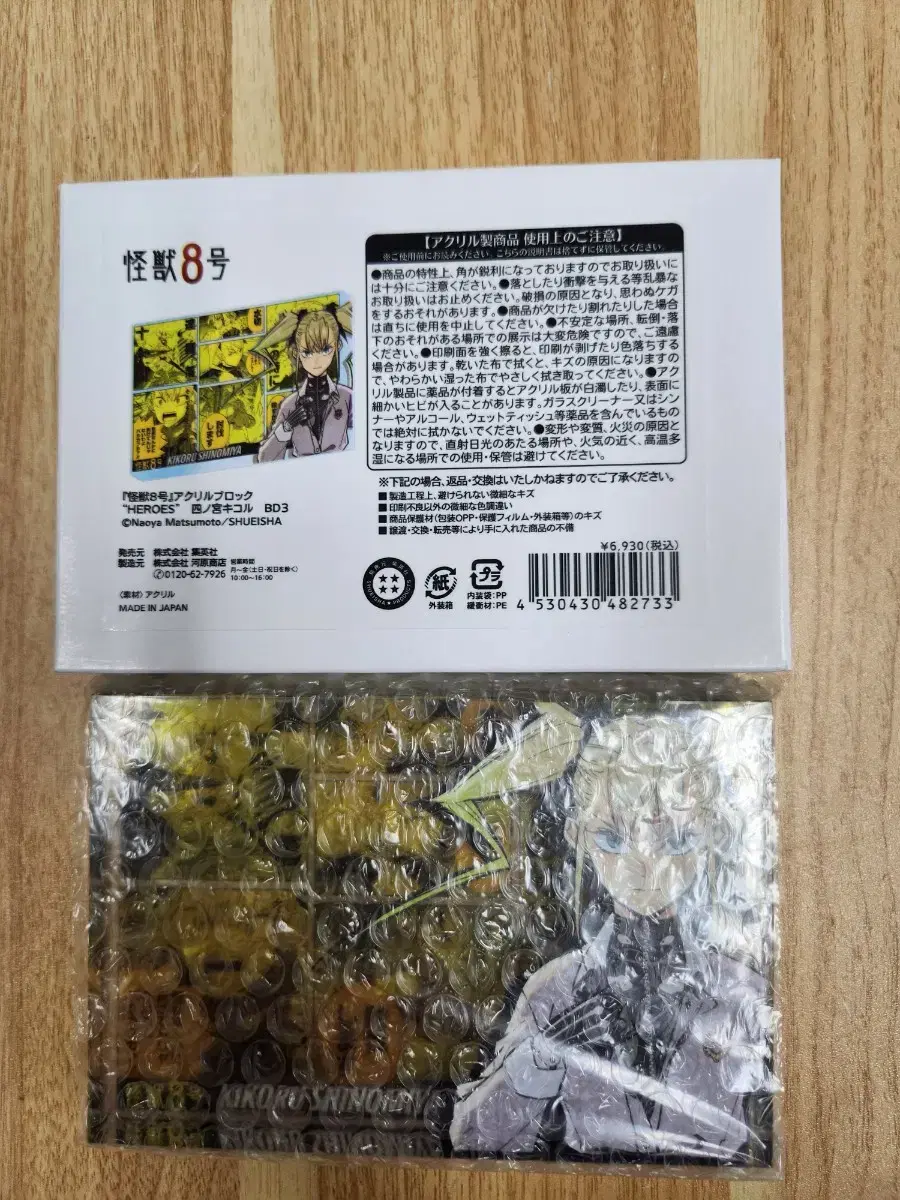 怪獣8号
討伐
します
怪獣8号
KIKORU SHINOMIYA
『怪獣8号』アクリルブロック
"HEROES" 四ノ宮キコル BD3
©Naoya Matsumoto/SHUEISHA
発売元 株式会社 集英社
製造元 株式会社 河原商店 営業時間
✆0120-62-7926 月〜金(土日・祝日を除く)
10:00〜16:00
〈素材〉アクリル
MADE IN JAPAN
【アクリル製商品 使用上のご注意】
※ご使用前にお読みください。こちらの説明書は捨てずに保管してください。
●商品の特性上、角が鋭利になっておりますのでお取り扱いに
は十分にご注意ください。●落としたり衝撃を与える等乱暴な
お取り扱いはお止めください。破損の原因となり、思わぬケガ
をするおそれがあります。●商品が欠けたり割れたりした場合
は直ちに使用を中止してください。●不安定な場所、転倒・落
下のおそれがある場所での展示は大変危険ですので、ご遠慮
ください。●印刷面を強く擦ると、印刷が剥げたり色落ちする
場合があります。乾いた布で拭くと、キズの原因になりますの
で、やわらかい湿った布でやさしく拭き取ってください。●アク
リル製品に薬品が付着するとアクリル板が白濁したり、表面に
細かいヒビが入ることがあります。ガラスクリーナー又はシン
ナーやアルコール、ウェットティッシュ等薬品を含んでいるもの
では絶対に拭かないでください。●変形や変質、火災の原因と
なりますので、直射日光のあたる場所や、火気の近く、高温多
湿になる場所での使用・保管は避けてください。
※下記の場合、返品・交換はいたしかねますのでご了承ください。
■製造工程上、避けられない微細なキズ
■印刷不良以外の微細な色調違い
■商品保護材(包装OPP・保護フィルム・外装箱等)のキズ
■譲渡・交換・転売等により手に入れた商品の不備
¥6,930(税込)
紙
外装箱
プラ
内装袋:PP
緩衝材:PE
4 530430 482733
怪獣8号
KIKORU SHINOMIYA